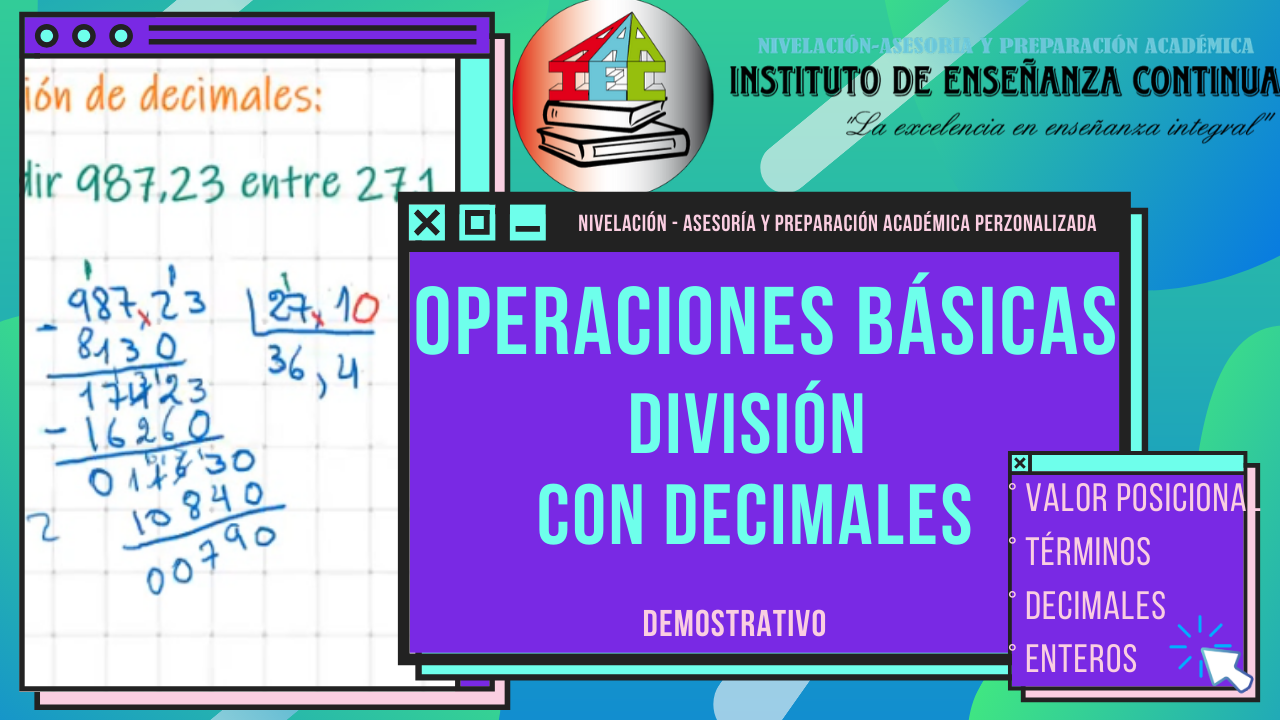 NIVELACIÓN-ASESORIA Y PREPARACIÓN ACADÉMICA
INSTITUTO DE ENSEÑANZA CONTINUA
"La excelencia en enseñanza integral"
IEC
ión de decimales:
dir 987,23 entre 27,1
987,23 27,10
- 8130 36,4
17423
- 16260
011630
10840
2
00790
NIVELACIÓN - ASESORÍA Y PREPARACIÓN ACADÉMICA PERZONALIZADA
OPERACIONES BÁSICAS
DIVISIÓN
CON DECIMALES
DEMOSTRATIVO
° VALOR POSICIONAL
° TÉRMINOS
° DECIMALES
° ENTEROS